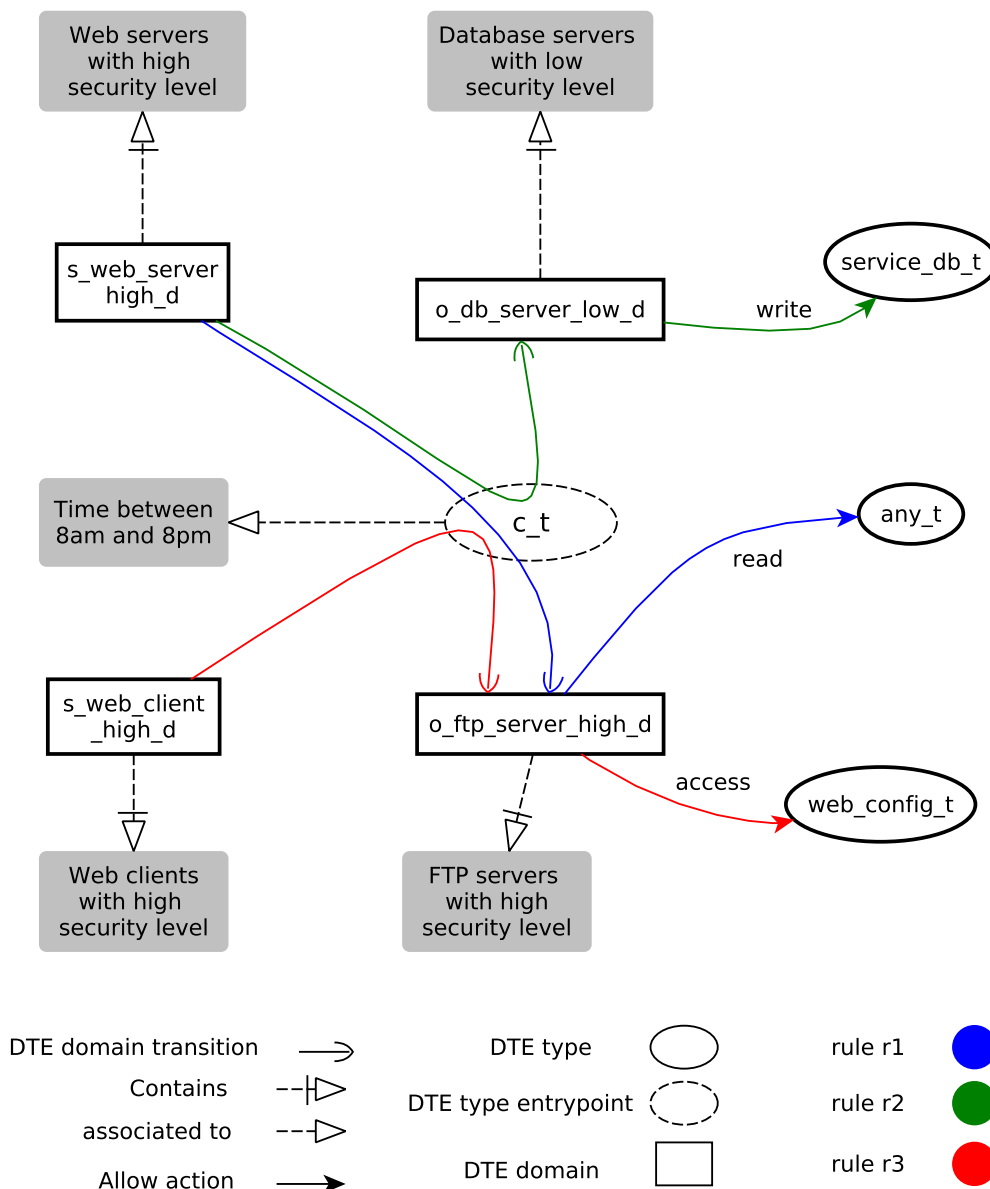 Web servers
with high
security level
Database servers
with low
security level
s_web_server
high_d
o_db_server_low_d
service_db_t
write
Time between
8am and 8pm
c_t
any_t
read
s_web_client
_high_d
o_ftp_server_high_d
access
web_config_t
Web clients
with high
security level
FTP servers
with high
security level
DTE domain transition
Contains
associated to
Allow action
DTE type
DTE type entrypoint
DTE domain
rule r1
rule r2
rule r3